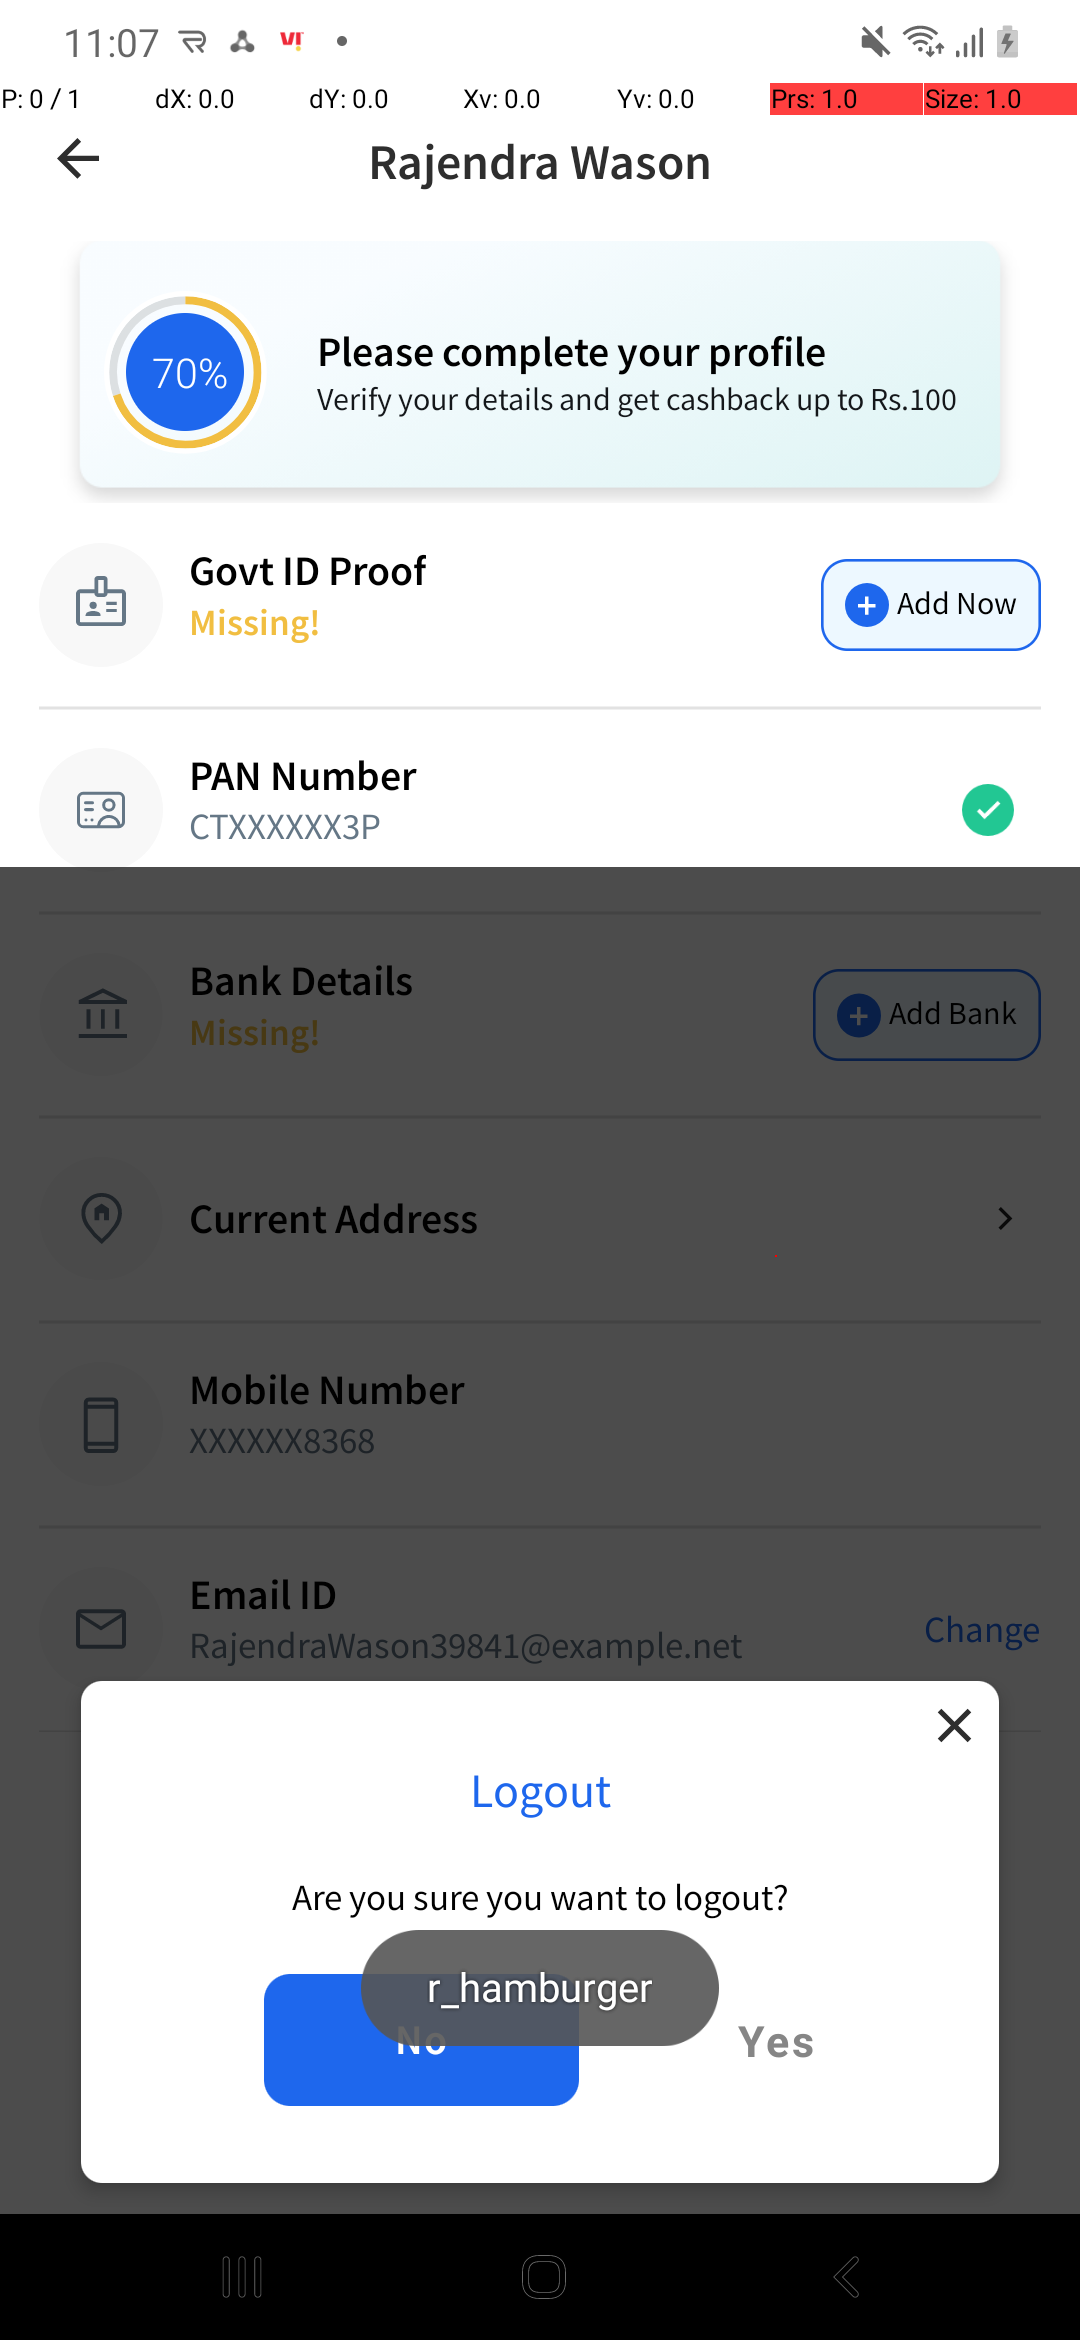 11:07
P: 0 / 1 dX: 0.0 dY: 0.0 Xv: 0.0 Yv: 0.0 Prs: 1.0 Size: 1.0
Rajendra Wason
70%
Please complete your profile
Verify your details and get cashback up to Rs.100
Govt ID Proof
Missing!
Add Now
PAN Number
CTXXXXXX3P
Bank Details
Missing!
Add Bank
Current Address
Mobile Number
XXXXXX8368
Email ID
RajendraWason39841@example.net
Change
Logout
Are you sure you want to logout?
r_hamburger
No
Yes